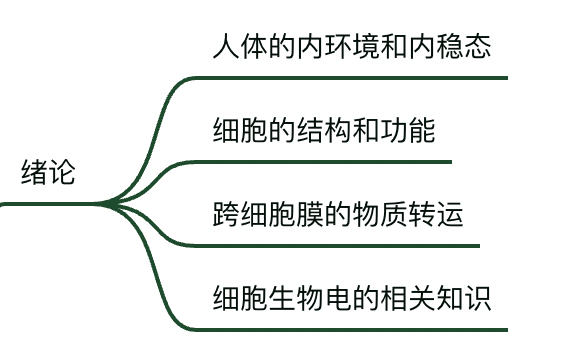 人体的内环境和内稳态
细胞的结构和功能
绪论
跨细胞膜的物质转运
细胞生物电的相关知识